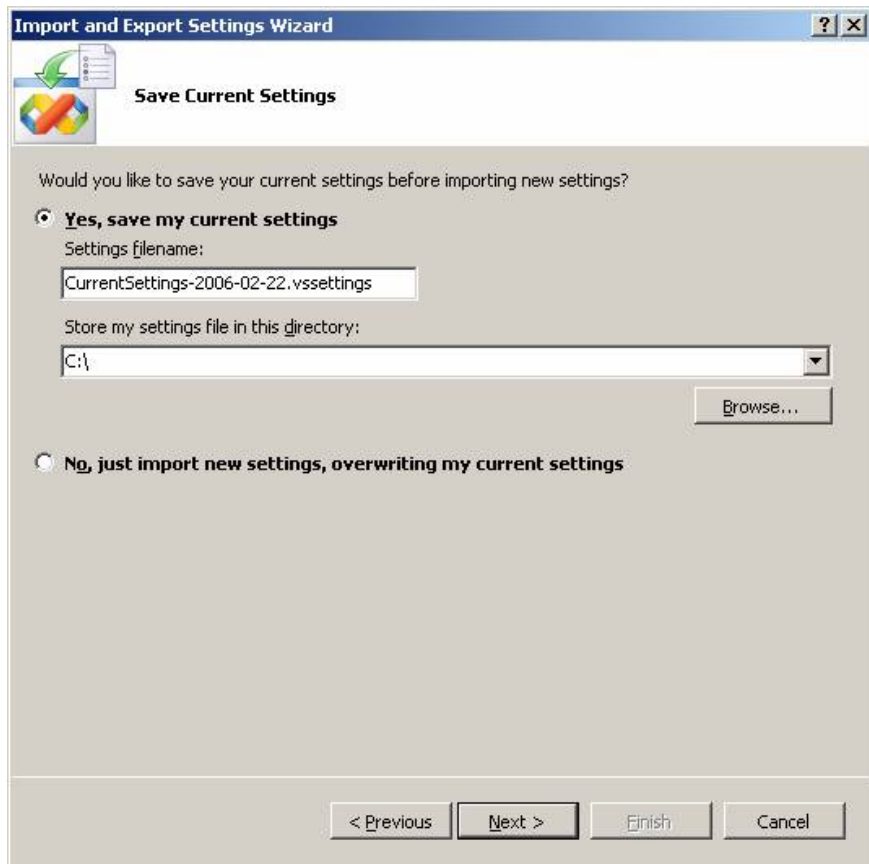 Import and Export Settings Wizard
Save Current Settings
Would you like to save your current settings before importing new settings?
Yes, save my current settings
Settings filename:
CurrentSettings-2006-02-22.vssettings
Store my settings file in this directory:
C:\
Browse...
No, just import new settings, overwriting my current settings
< Previous Next > Finish Cancel